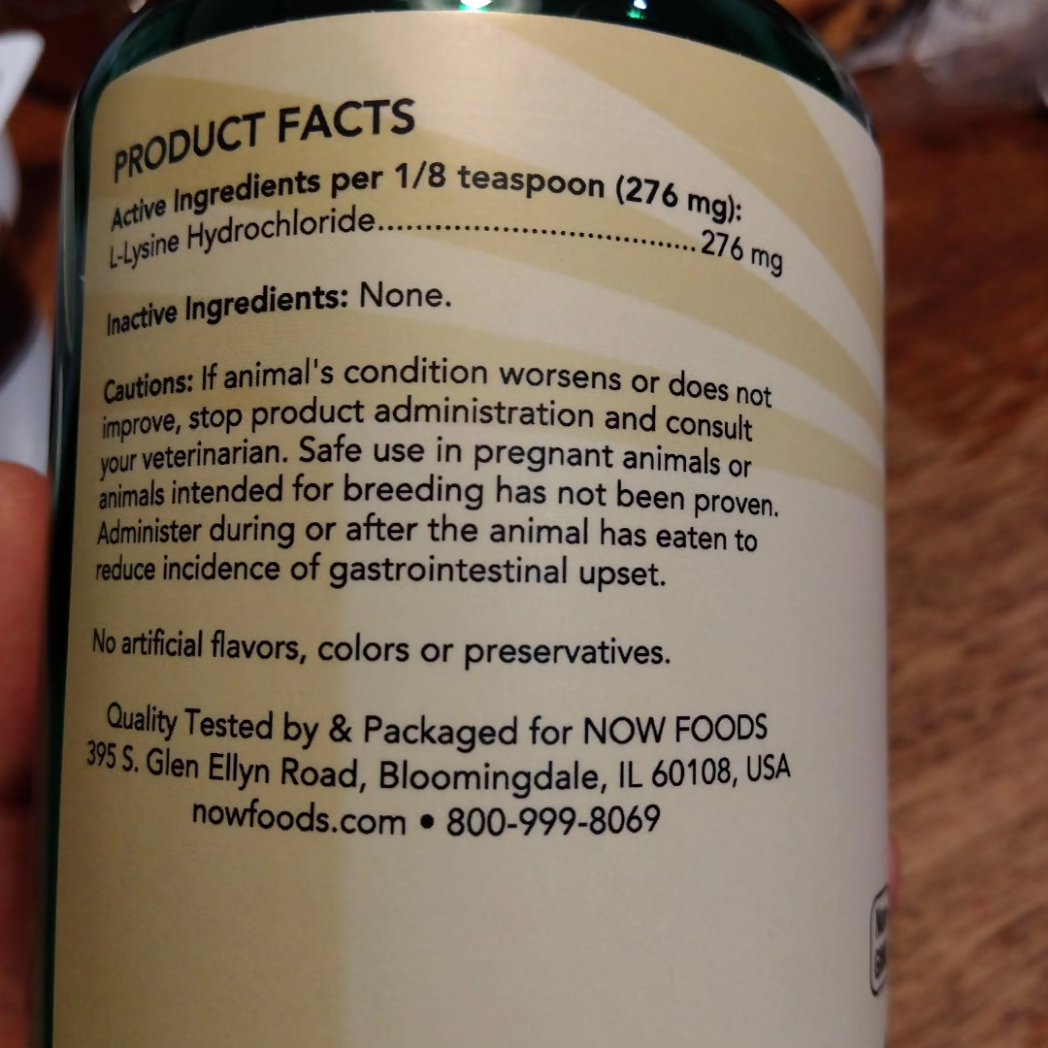 PRODUCT FACTS
Active Ingredients per 1/8 teaspoon (276 mg):
L-Lysine Hydrochloride....................................276 mg
Inactive Ingredients: None.
Cautions: If animal's condition worsens or does not
improve, stop product administration and consult
your veterinarian. Safe use in pregnant animals or
animals intended for breeding has not been proven.
Administer during or after the animal has eaten to
reduce incidence of gastrointestinal upset.
No artificial flavors, colors or preservatives.
Quality Tested by & Packaged for NOW FOODS
395 S. Glen Ellyn Road, Bloomingdale, IL 60108, USA
nowfoods.com • 800-999-8069